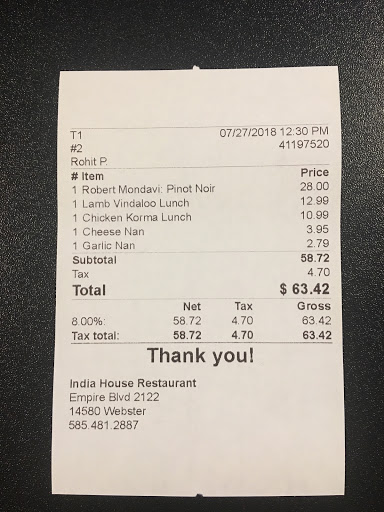 T1 07/27/2018 12:30 PM
#2 41197520
Rohit P.
# Item Price
1 Robert Mondavi: Pinot Noir 28.00
1 Lamb Vindaloo Lunch 12.99
1 Chicken Korma Lunch 10.99
1 Cheese Nan 3.95
1 Garlic Nan 2.79
Subtotal 58.72
Tax 4.70
Total $ 63.42
Net Tax Gross
8.00%: 58.72 4.70 63.42
Tax total: 58.72 4.70 63.42
Thank you!
India House Restaurant
Empire Blvd 2122
14580 Webster
585.481.2887